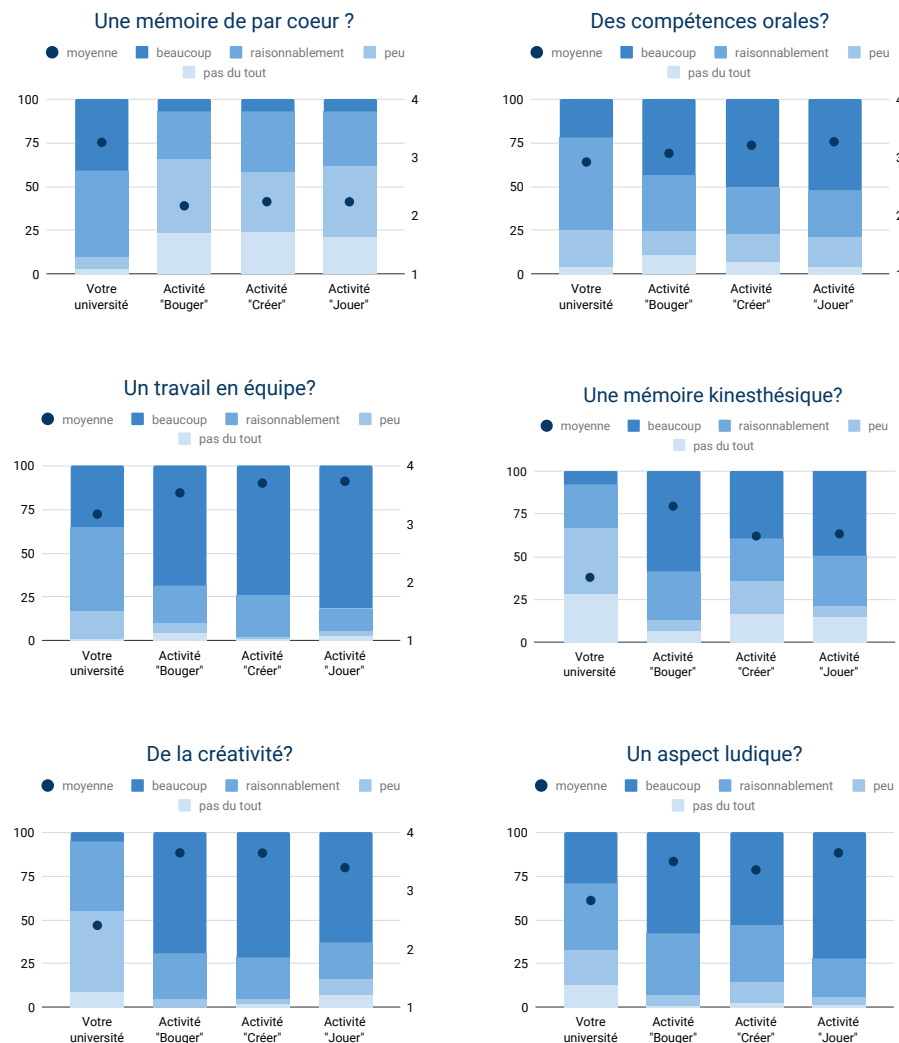 Une mémoire de par coeur ?
moyenne beaucoup raisonnablement peu
pas du tout
100 4
75 3
50 2
25
0 1
Votre université Activité "Bouger" Activité "Créer" Activité "Jouer"
Des compétences orales?
moyenne beaucoup raisonnablement peu
pas du tout
100
75
50
25
0
Votre université Activité "Bouger" Activité "Créer" Activité "Jouer"
Un travail en équipe?
moyenne beaucoup raisonnablement peu
pas du tout
100 4
75 3
50 2
25
0 1
Votre université Activité "Bouger" Activité "Créer" Activité "Jouer"
Une mémoire kinesthésique?
moyenne beaucoup raisonnablement peu
pas du tout
100
75
50
25
0
Votre université Activité "Bouger" Activité "Créer" Activité "Jouer"
De la créativité?
moyenne beaucoup raisonnablement peu
pas du tout
100 4
75 3
50 2
25
0 1
Votre université Activité "Bouger" Activité "Créer" Activité "Jouer"
Un aspect ludique?
moyenne beaucoup raisonnablement peu
pas du tout
100
75
50
25
0
Votre université Activité "Bouger" Activité "Créer" Activité "Jouer"